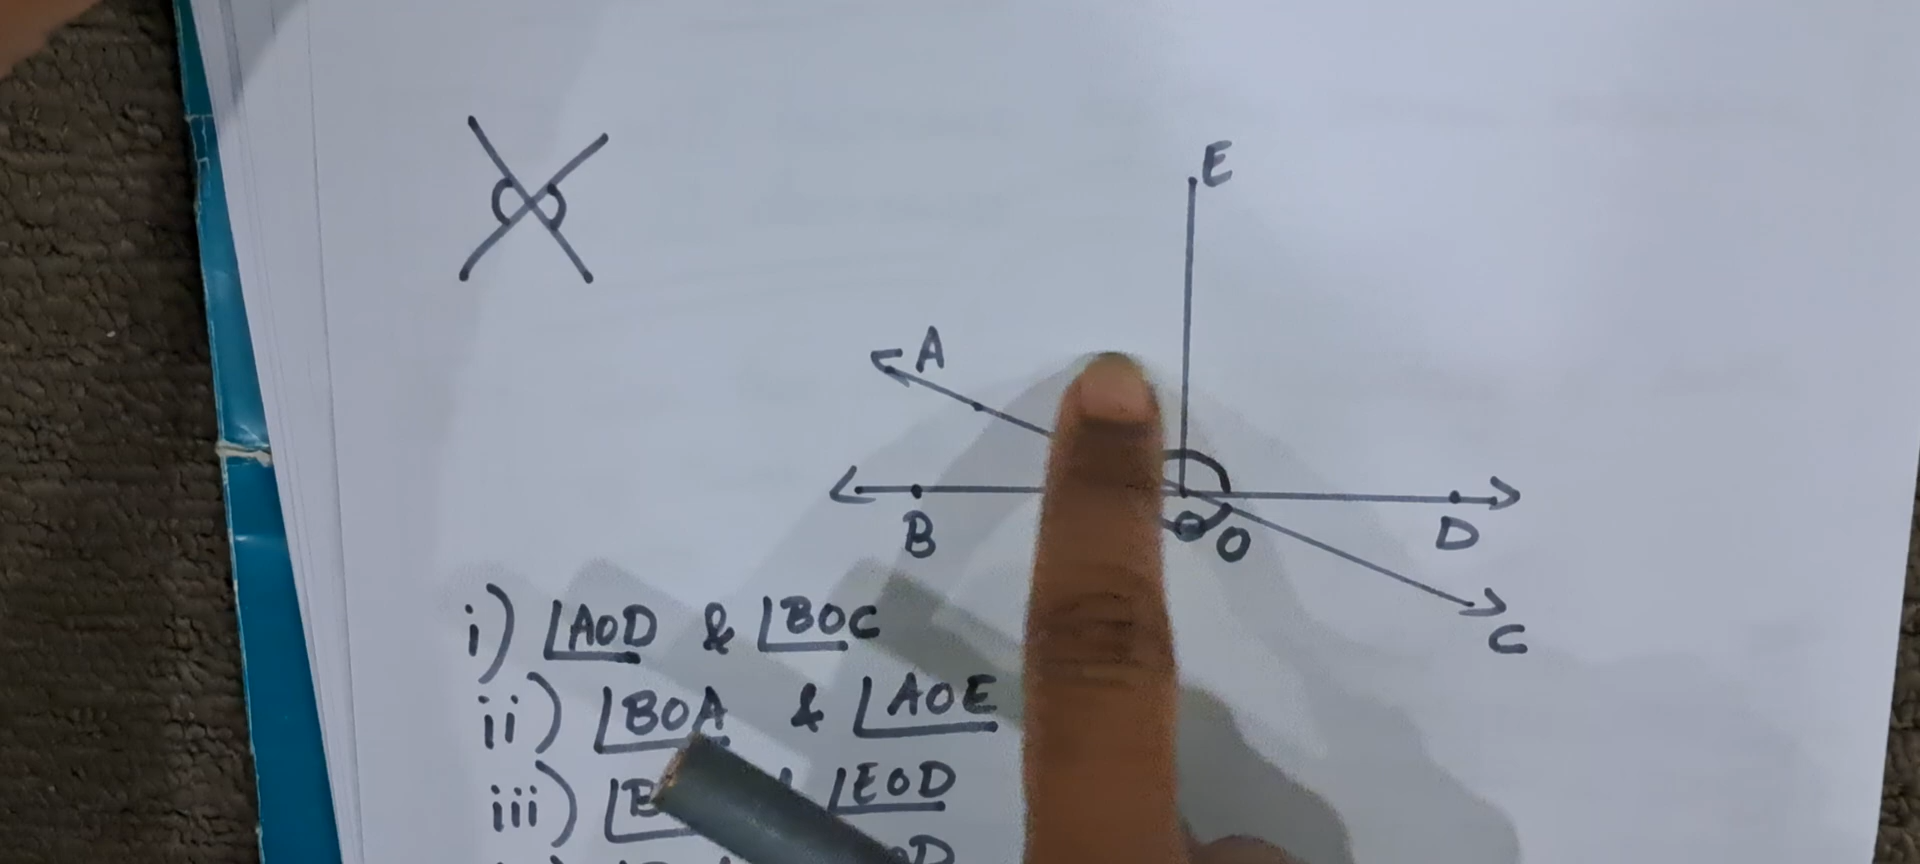 E
A
B
O
D
C
i) ∠AOD & ∠BOC
ii) ∠BOA & ∠AOE
iii) ∠EOD